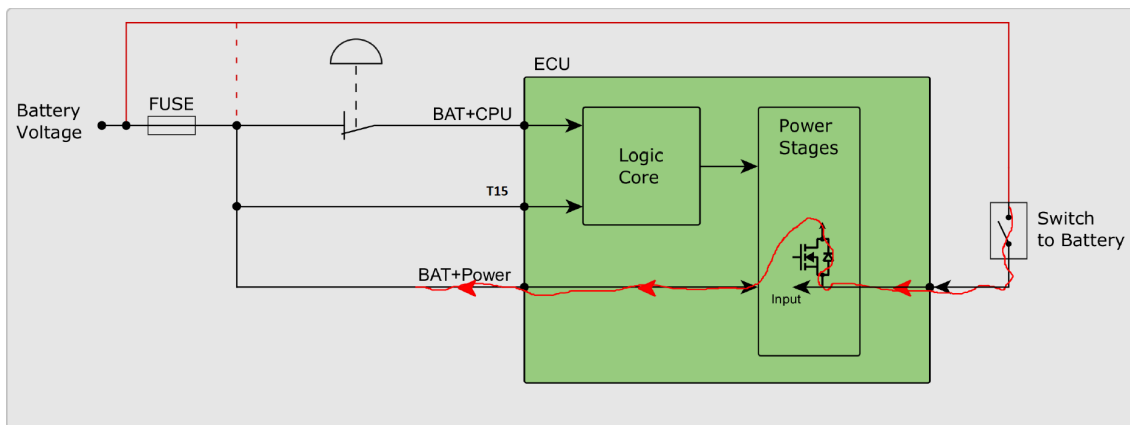 ECU
Battery
Voltage
FUSE
BAT+CPU
Logic
Core
Power
Stages
T15
Switch
to Battery
BAT+Power
Input